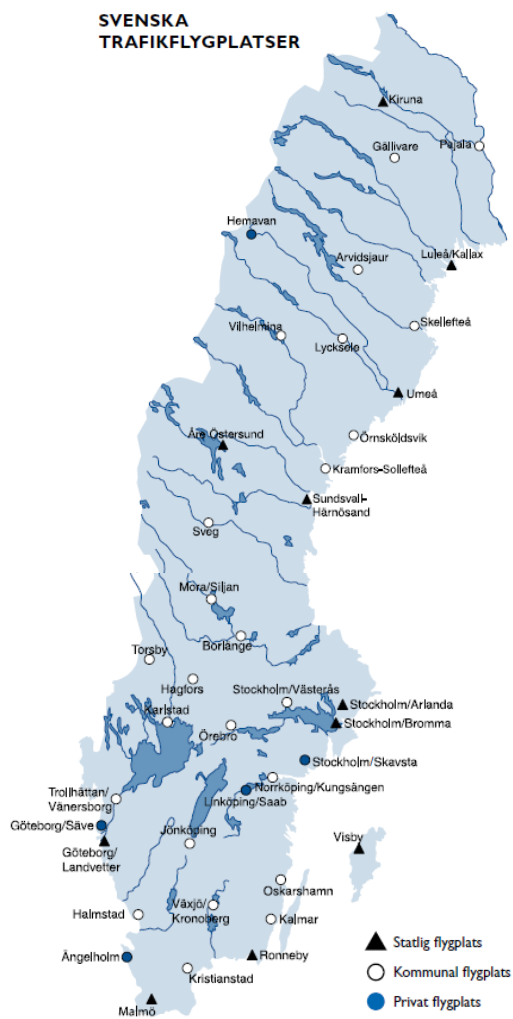 SVENSKA
TRAFIKFLYGPLATSER
Kiruna
Gällivare
Pajala
Hemavan
Luleå/Kallax
Arvidsjaur
Vilhelmina
Skellefteå
Lycksele
Umeå
Åre Östersund
Örnsköldsvik
Kramfors-Sollefteå
Sundsvall-
Härnösand
Sveg
Mora/Siljan
Borlänge
Torsby
Hagfors
Stockholm/Västerås
Stockholm/Arlanda
Karlstad
Stockholm/Bromma
Örebro
Stockholm/Skavsta
Norrköping/Kungsängen
Trollhättan/
Vänersborg
Linköping/Saab
Göteborg/Säve
Jönköping
Visby
Göteborg/
Landvetter
Oskarshamn
Växjö/
Kronoberg
Halmstad
Kalmar
Ängelholm
Ronneby
Kristianstad
Malmö
Statlig flygplats
Kommunal flygplats
Privat flygplats